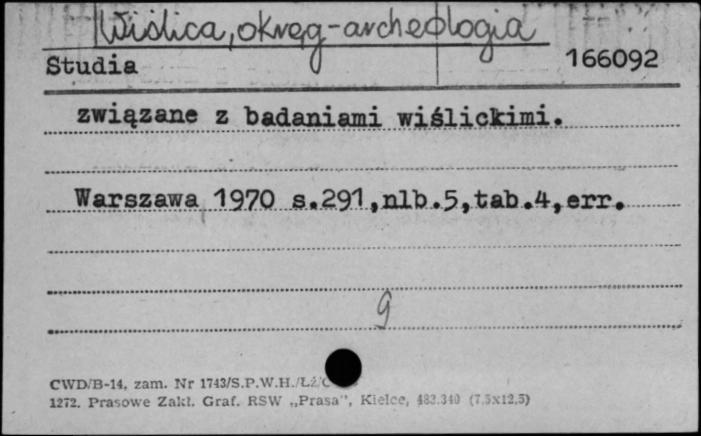 Wiślica, okręg - archeologia
Studia 166092
związane z badaniami wiślickimi.
Warszawa 1970 s.291,nlb.5,tab.4,err.
9
CWD/B-14, zam. Nr 1743/S.P.W.H./Łż/
1272. Prasowe Zakł. Graf. RSW „Prasa”, Kielce, 483.340 (7,5x12,5)